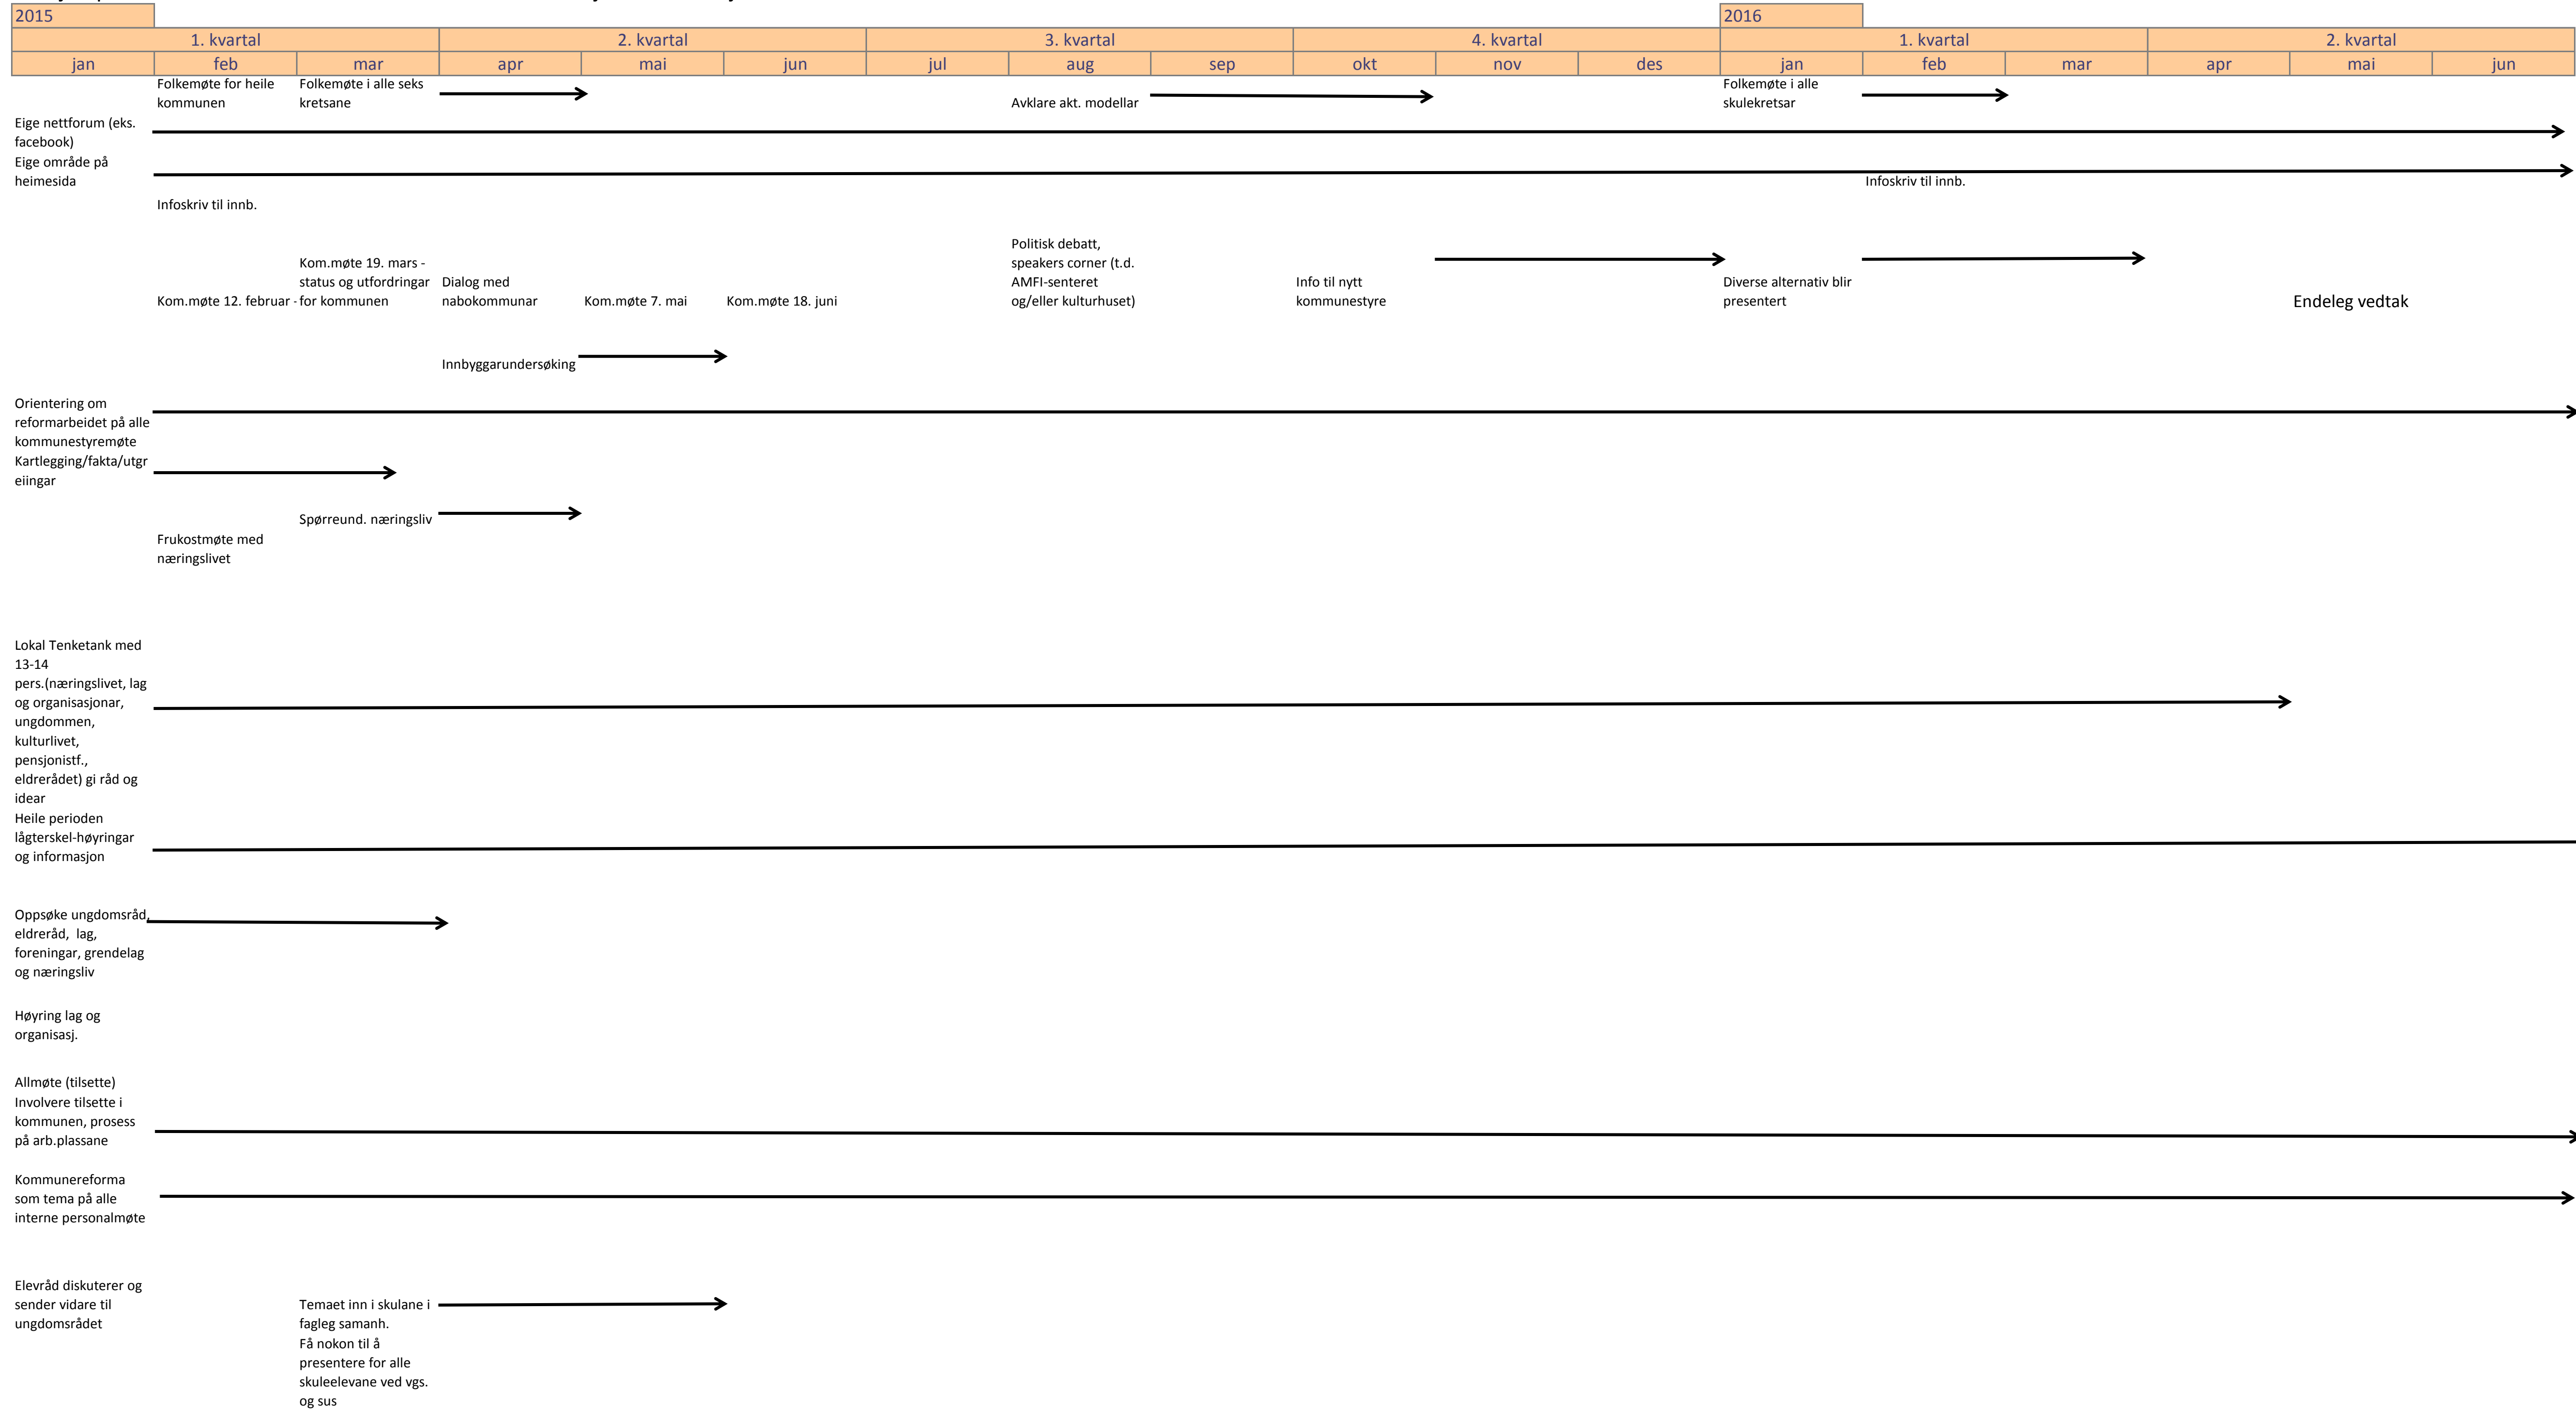 2015
2016
1. kvartal
2. kvartal
3. kvartal
4. kvartal
1. kvartal
2. kvartal
jan
feb
mar
apr
mai
jun
jul
aug
sep
okt
nov
des
jan
feb
mar
apr
mai
jun
Folkemøte for heile
kommunen
Folkemøte i alle seks
kretsane
Avklare akt. modellar
Folkemøte i alle
skulekretsar
Eige nettforum (eks.
facebook)
Eige område på
heimesida
Infoskriv til innb.
Infoskriv til innb.
Kom.møte 12. februar -
Kom.møte 19. mars -
status og utfordringar
for kommunen
Dialog med
nabokommunar
Kom.møte 7. mai
Kom.møte 18. juni
Politisk debatt,
speakers corner (t.d.
AMFI-senteret
og/eller kulturhuset)
Info til nytt
kommunestyre
Diverse alternativ blir
presentert
Endeleg vedtak
Innbyggarundersøking
Orientering om
reformarbeidet på alle
kommunestyremøte
Kartlegging/fakta/utgr
eiingar
Spørreund. næringsliv
Frukostmøte med
næringslivet
Lokal Tenketank med
13-14
pers.(næringslivet, lag
og organisasjonar,
ungdommen,
kulturlivet,
pensjonistf.,
eldrerådet) gi råd og
idear
Heile perioden
lågterskel-høyringar
og informasjon
Oppsøke ungdomsråd,
eldreråd,  lag,
foreningar, grendelag
og næringsliv
Høyring lag og
organisasj.
Allmøte (tilsette)
Involvere tilsette i
kommunen, prosess
på arb.plassane
Kommunereforma
som tema på alle
interne personalmøte
Elevråd diskuterer og
sender vidare til
ungdomsrådet
Temaet inn i skulane i
fagleg samanh.
Få nokon til å
presentere for alle
skuleelevane ved vgs.
og sus